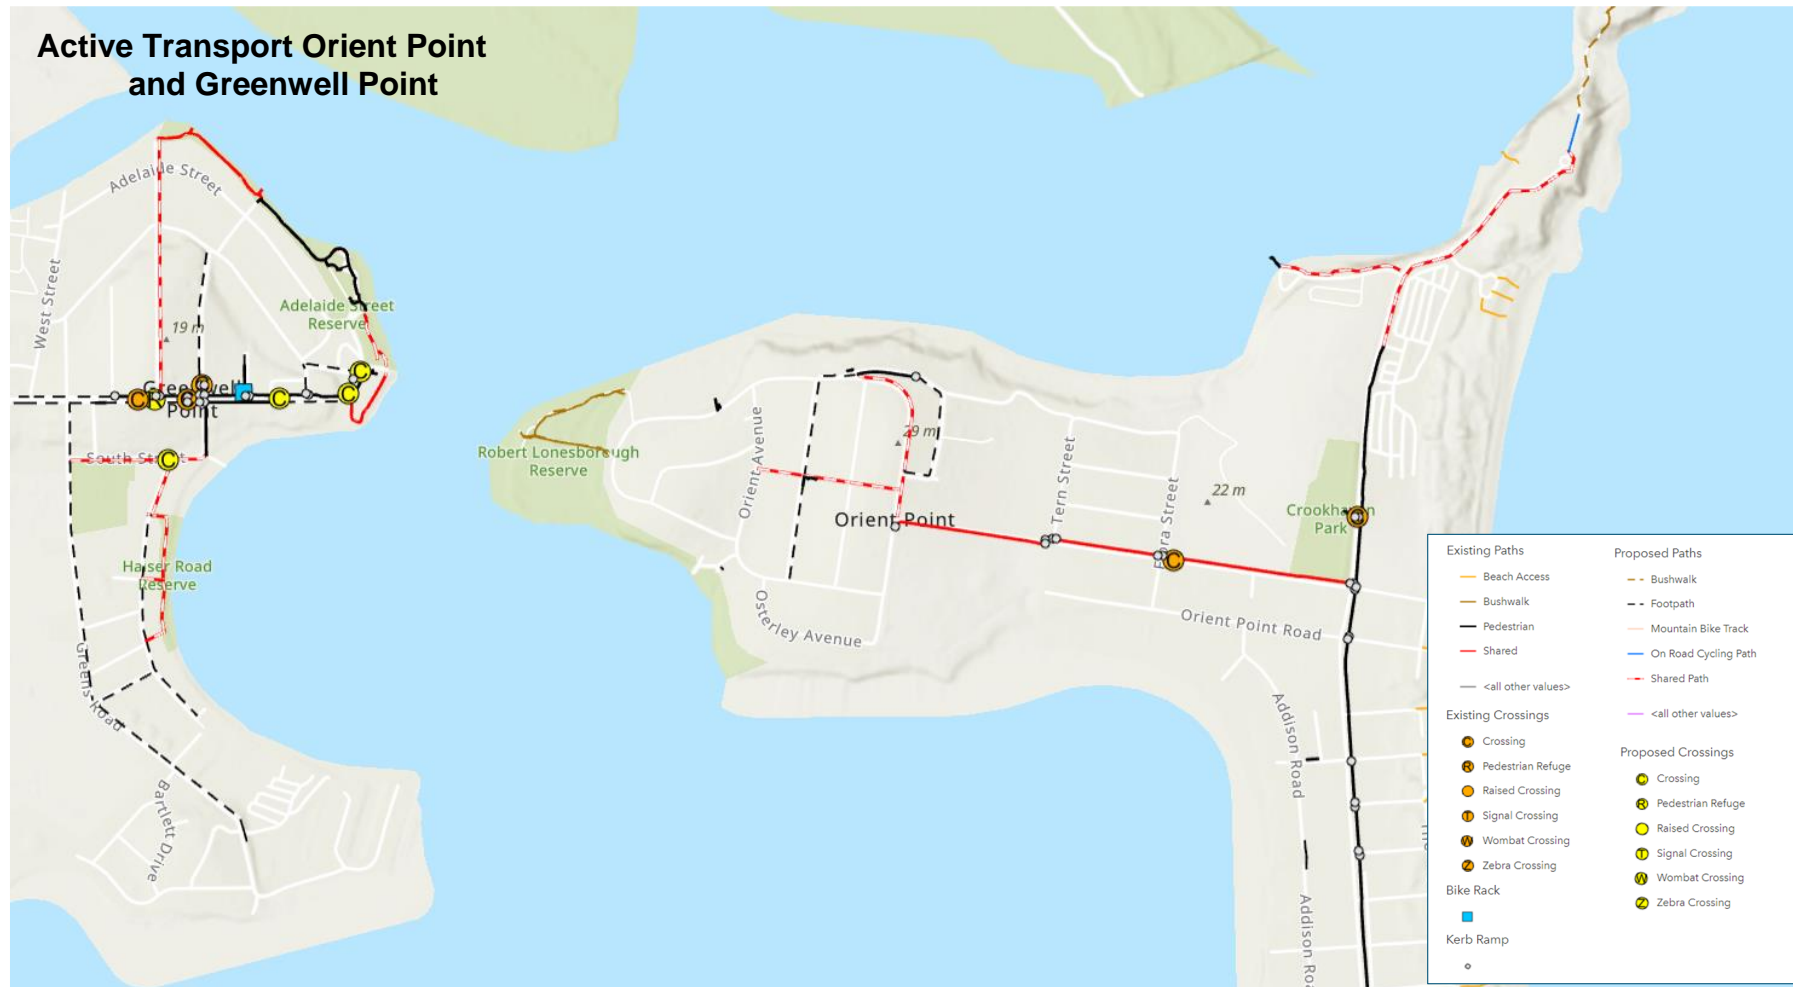 Active Transport Orient Point
and Greenwell Point
Adelaide Street
West Street
19 m
Adelaide Street
Reserve
Greenwell
Point
South Street
Haiser Road
Reserve
Greens Road
Bartlett Drive
Robert Lonesborough
Reserve
Orient Avenue
29 m
Orient Point
Osterley Avenue
Tern Street
22 m
Crookhaven
Park
Orient Point Road
Addison Road
Addison Road
Existing Paths
Beach Access
Bushwalk
Pedestrian
Shared
<all other values>
Existing Crossings
C Crossing
R Pedestrian Refuge
Raised Crossing
T Signal Crossing
W Wombat Crossing
Z Zebra Crossing
Bike Rack
Kerb Ramp
Proposed Paths
Bushwalk
Footpath
Mountain Bike Track
On Road Cycling Path
Shared Path
<all other values>
Proposed Crossings
C Crossing
R Pedestrian Refuge
Raised Crossing
T Signal Crossing
W Wombat Crossing
Z Zebra Crossing
C
C
C
C
C
C
C
C